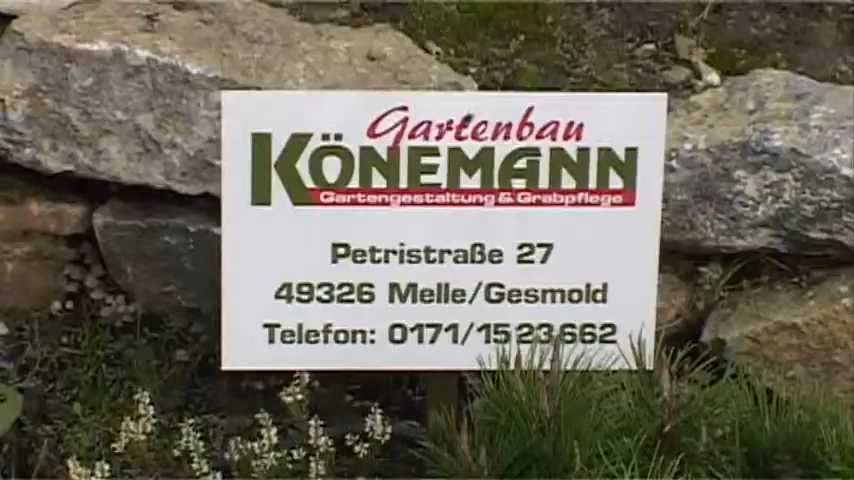 Gartenbau
KÖNEMANN
Gartengestaltung & Grabpflege
Petristraße 27
49326 Melle/Gesmold
Telefon: 0171/1523662